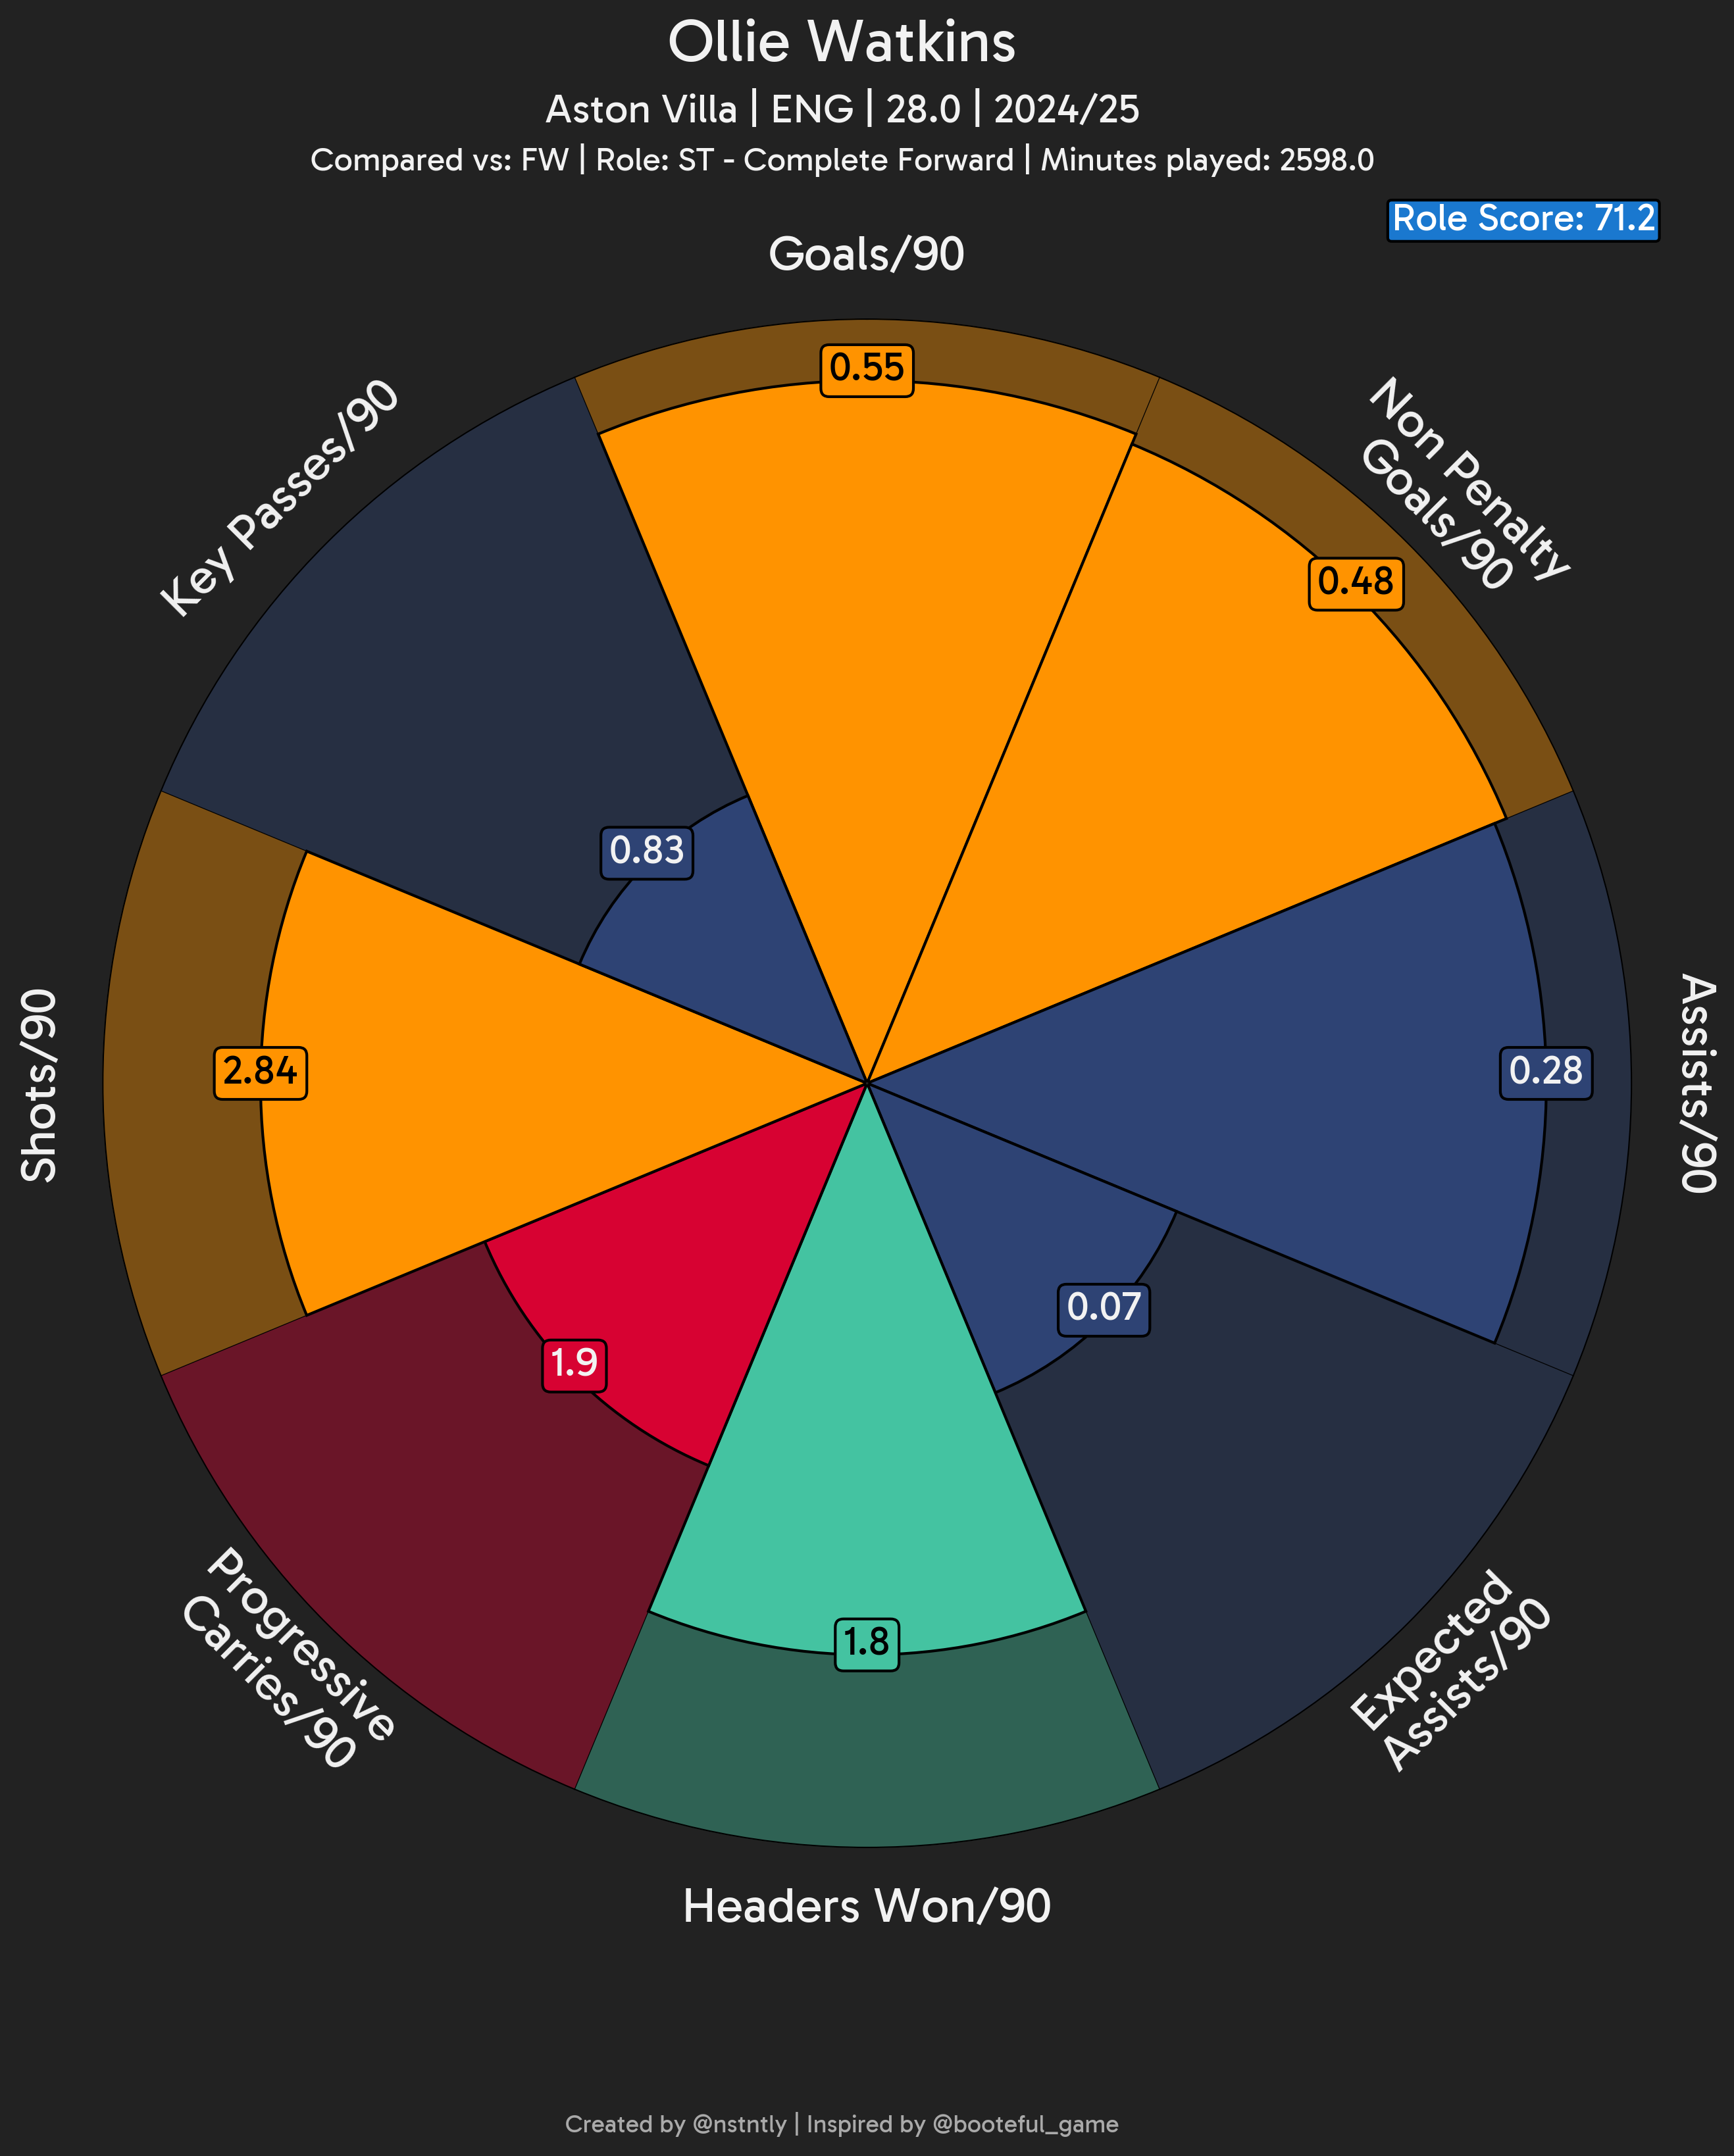 Ollie Watkins
Aston Villa | ENG | 28.0 | 2024/25
Compared vs: FW | Role: ST - Complete Forward | Minutes played: 2598.0
Role Score: 71.2
Goals/90
0.55
Non Penalty
Goals/90
0.48
Assists/90
0.28
Expected
Assists/90
0.07
Headers Won/90
1.8
Progressive
Carries/90
1.9
Shots/90
2.84
Key Passes/90
0.83
Created by @nstntly | Inspired by @booteful_game